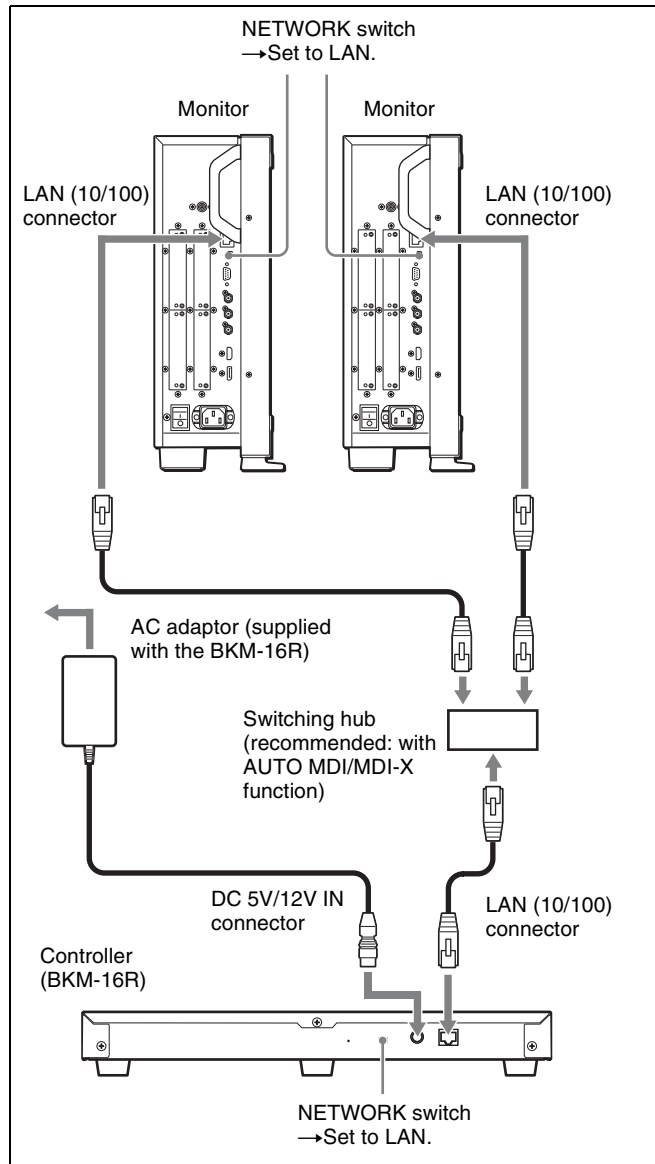 NETWORK switch
→Set to LAN.
Monitor
Monitor
LAN (10/100)
connector
LAN (10/100)
connector
AC adaptor (supplied
with the BKM-16R)
Switching hub
(recommended: with
AUTO MDI/MDI-X
function)
DC 5V/12V IN
connector
LAN (10/100)
connector
Controller
(BKM-16R)
NETWORK switch
→Set to LAN.